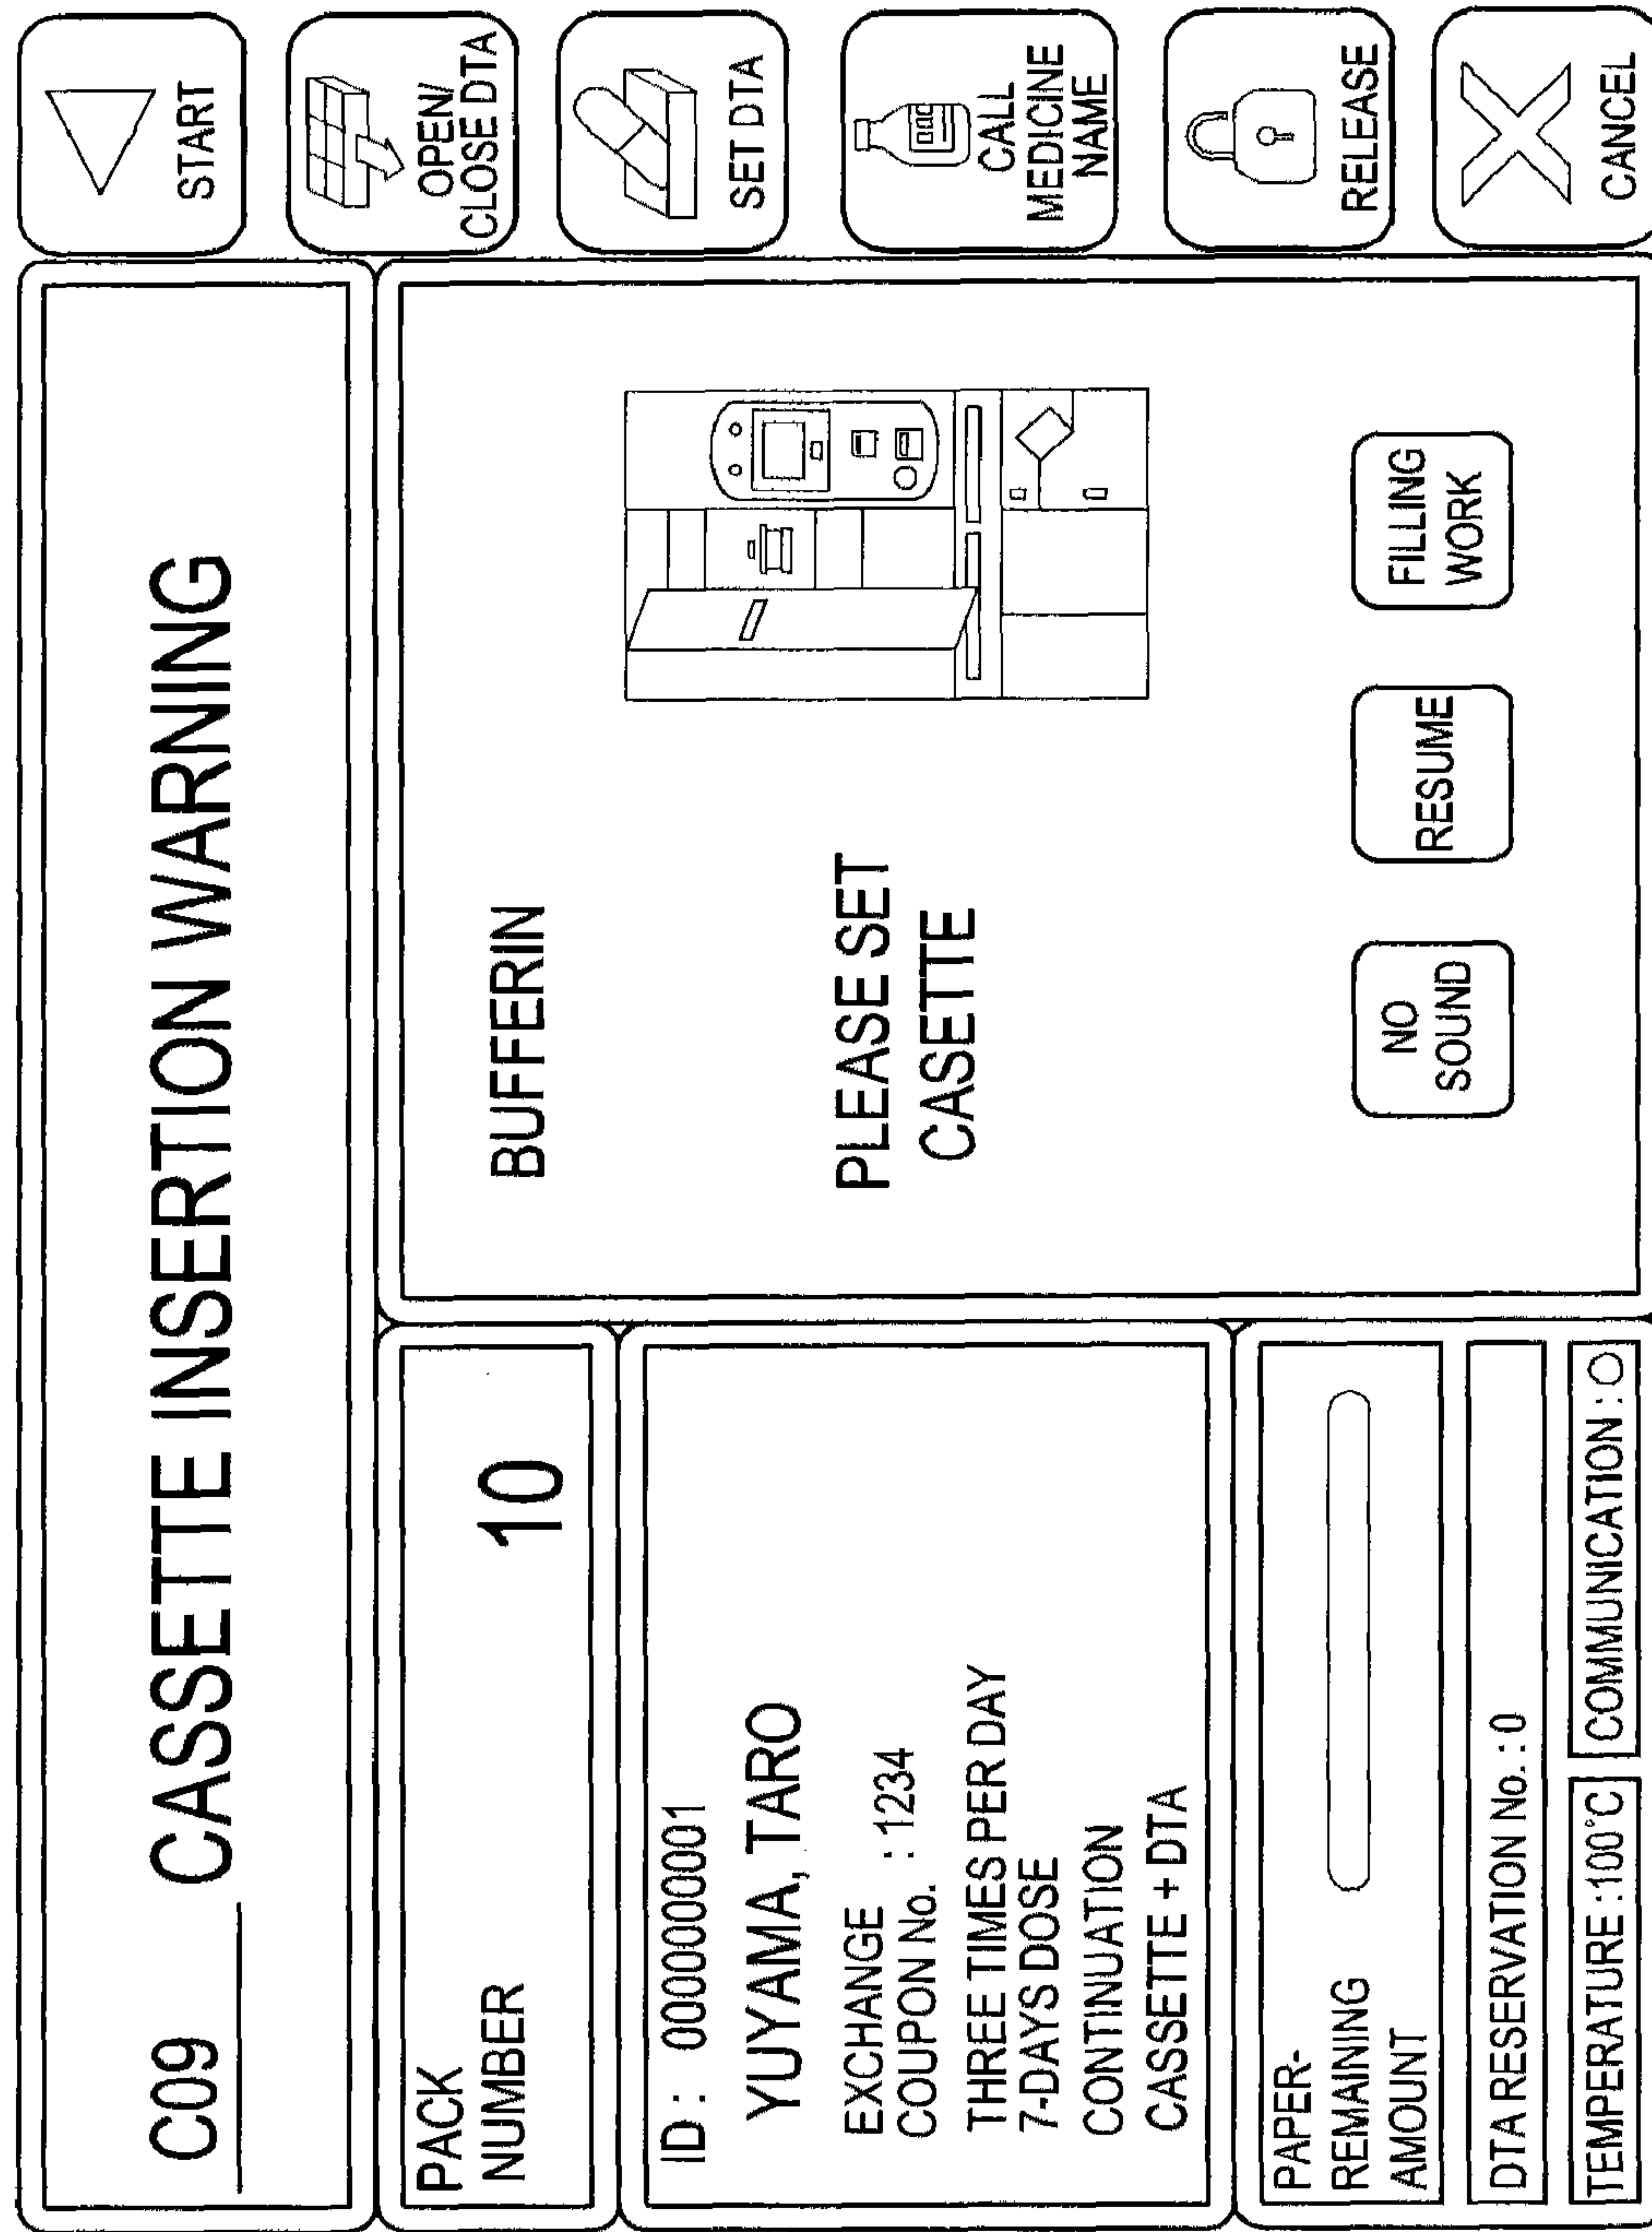 C09 CASSETTE INSERTION WARNING
PACK
NUMBER
10
ID : 0000000001
YUYAMA, TARO
EXCHANGE
COUPON No. : 1234
THREE TIMES PER DAY
7-DAYS DOSE
CONTINUATION
CASSETTE + DTA
PAPER-
REMAINING
AMOUNT
DTA RESERVATION No. : 0
TEMPERATURE :100°C
COMMUNICATION : O
BUFFERIN
PLEASE SET
CASETTE
NO
SOUND
RESUME
FILLING
WORK
START
OPEN/
CLOSE DTA
SET DTA
CALL
MEDICINE
NAME
RELEASE
CANCEL